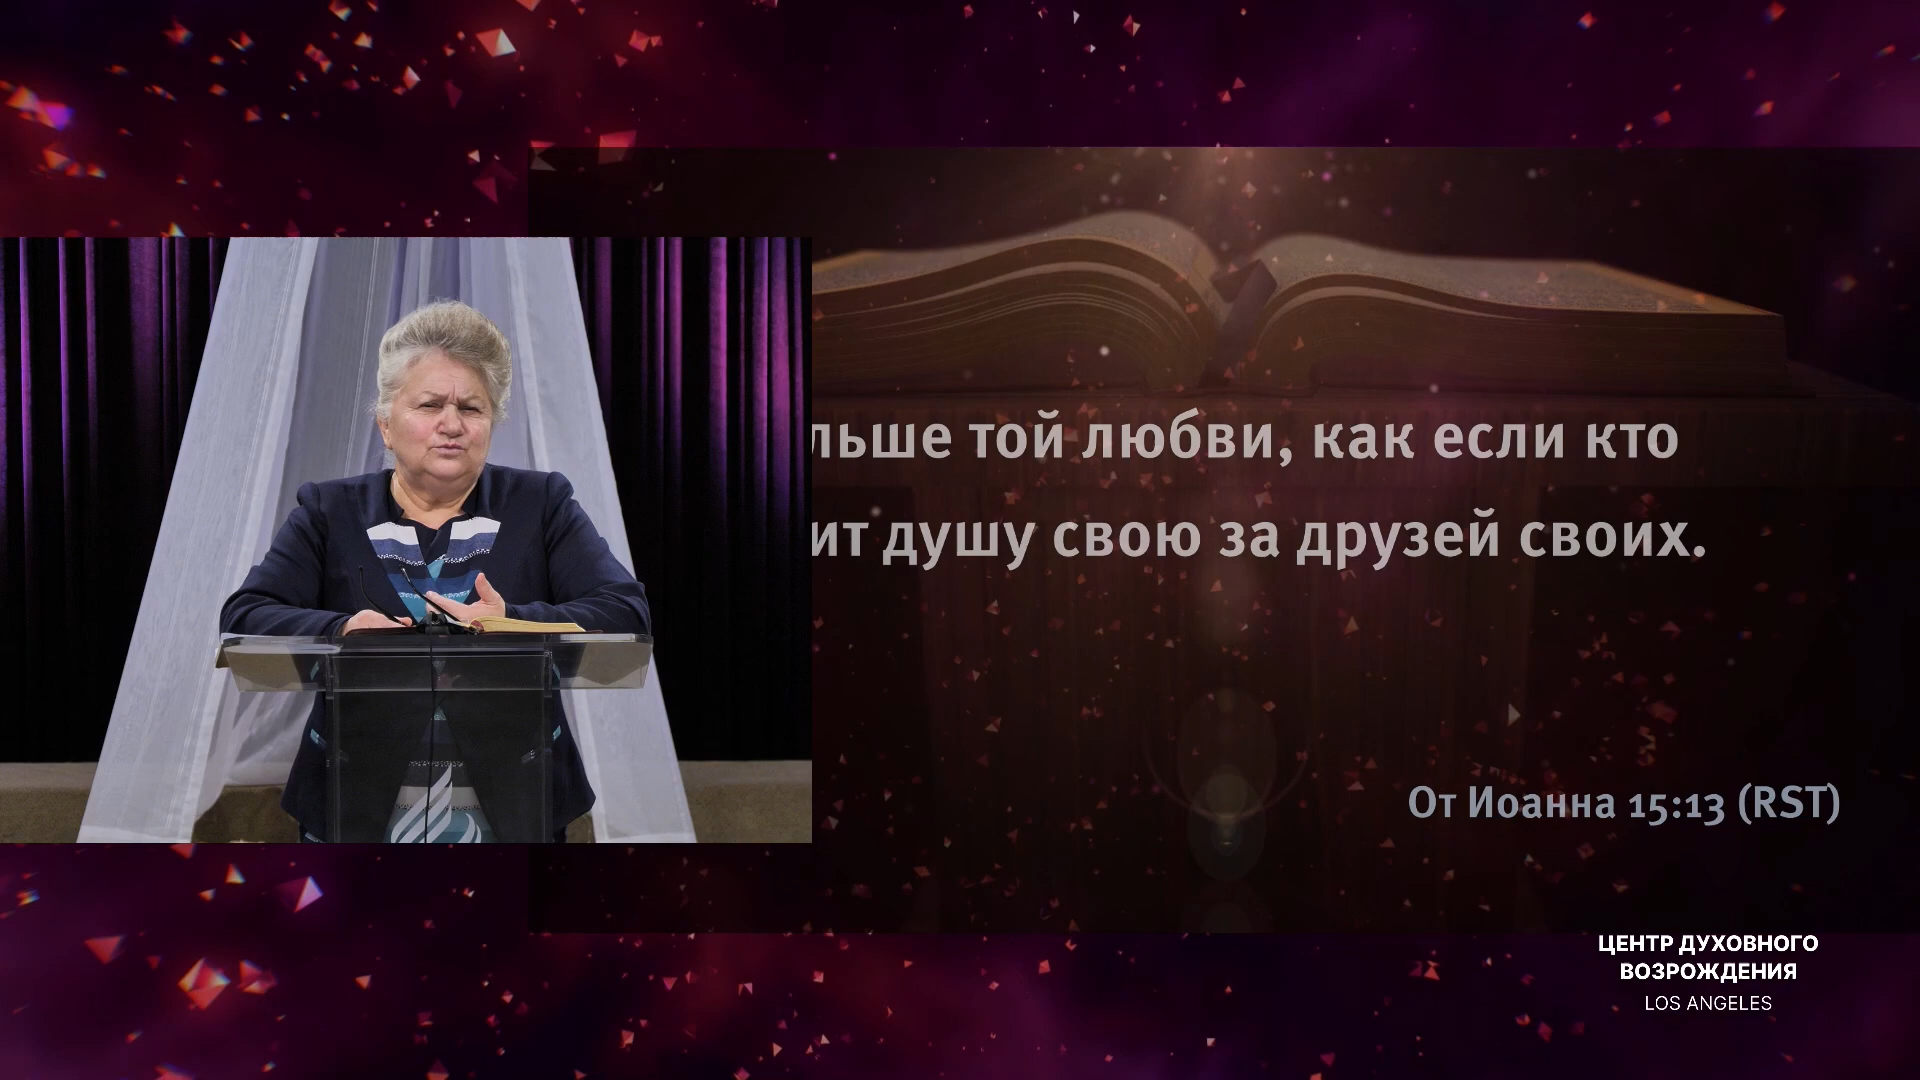 льше той любви, как если кто
ит душу свою за друзей своих.
От Иоанна 15:13 (RST)
ЦЕНТР ДУХОВНОГО
ВОЗРОЖДЕНИЯ
LOS ANGELES